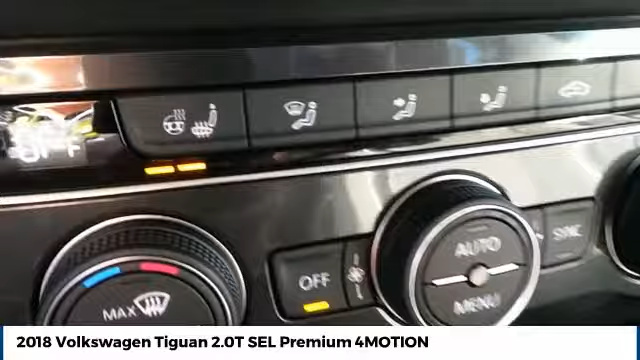 OFF
OFF
AUTO
SYNC
MENU
MAX
2018 Volkswagen Tiguan 2.0T SEL Premium 4MOTION